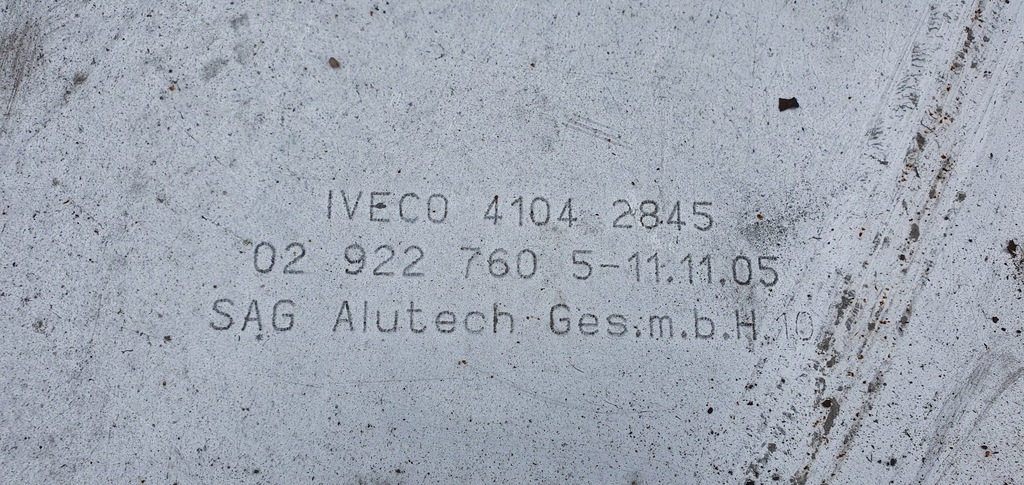 IVECO 4104 2845
02 922 760 5-11.11.05
SAG Alutech Ges.m.b.H.10